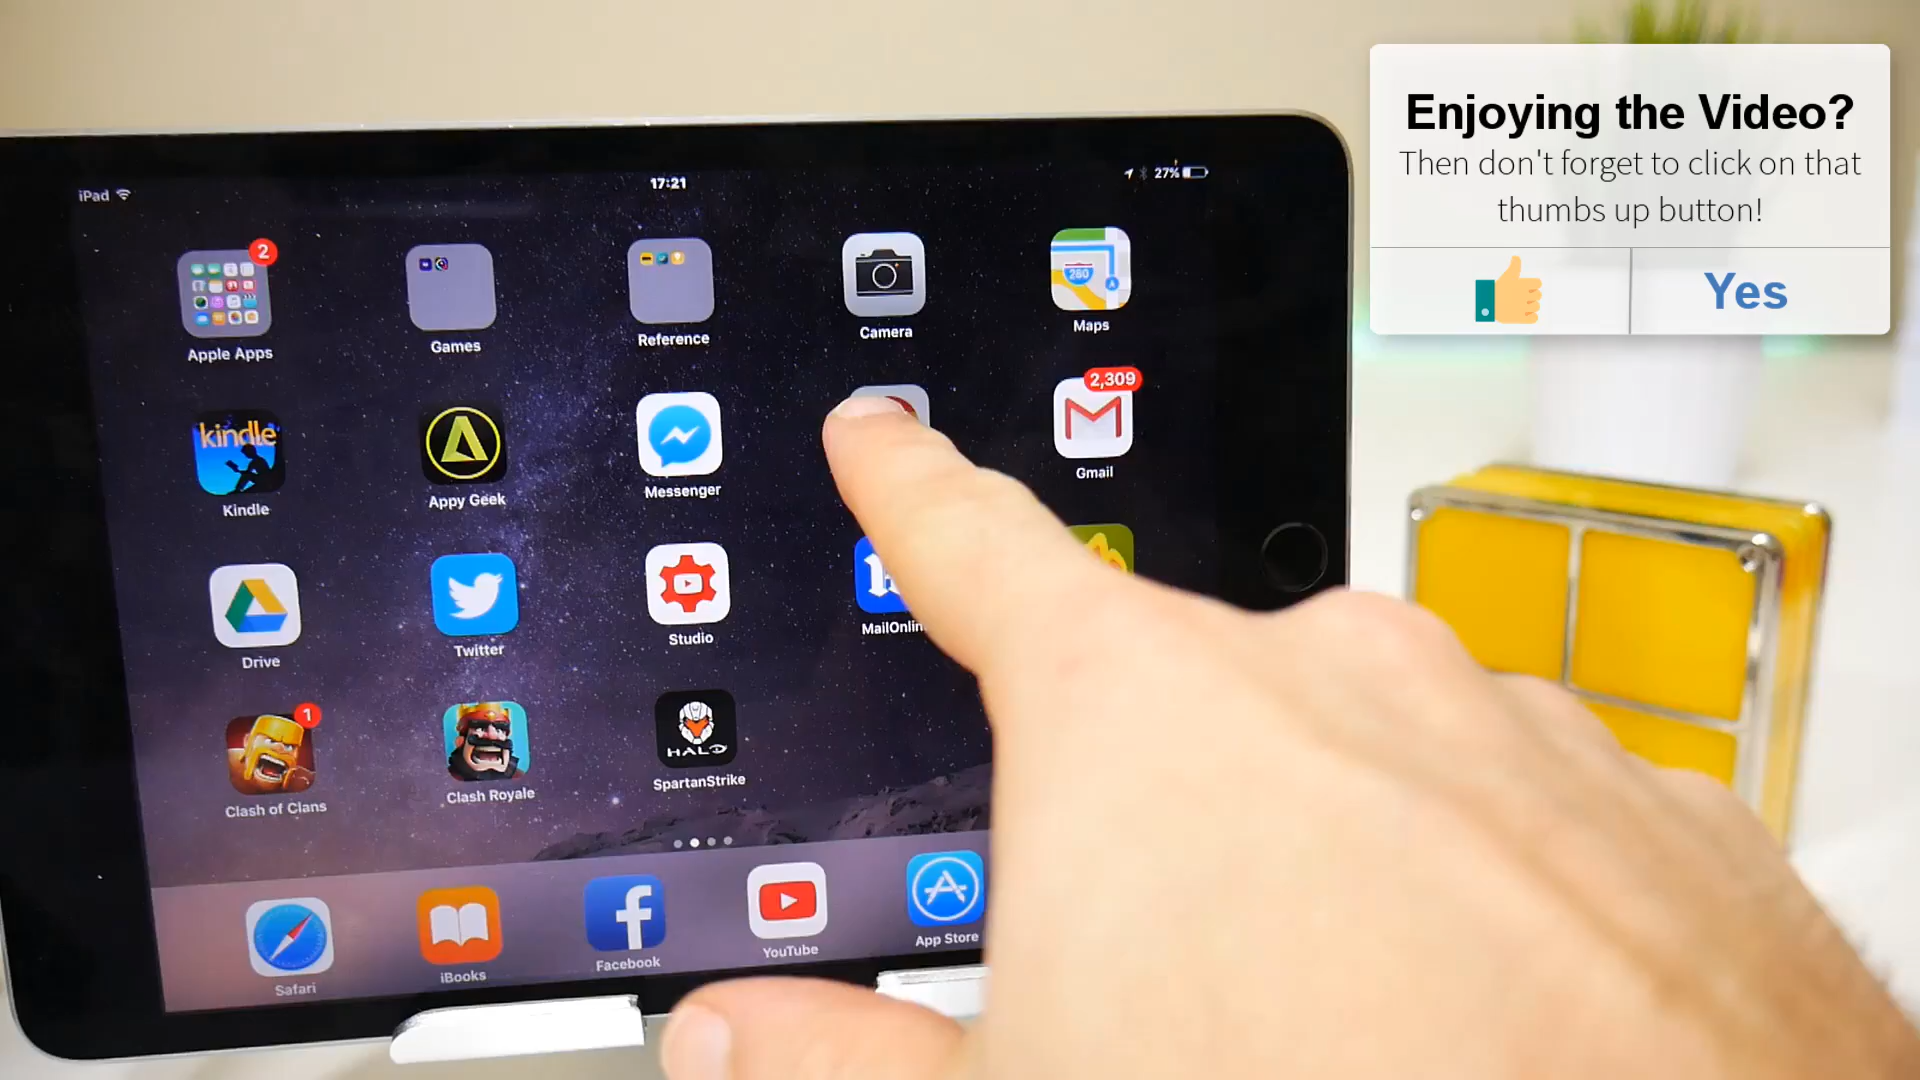 Enjoying the Video?
Then don't forget to click on that
thumbs up button!
Yes
iPad
17:21
27%
2
Apple Apps
Games
Reference
Camera
280
Maps
kindle
Kindle
Appy Geek
Messenger
2,309
Gmail
Drive
Twitter
Studio
MailOnlin
1
Clash of Clans
Clash Royale
HALO
SpartanStrike
Safari
iBooks
Facebook
YouTube
App Store